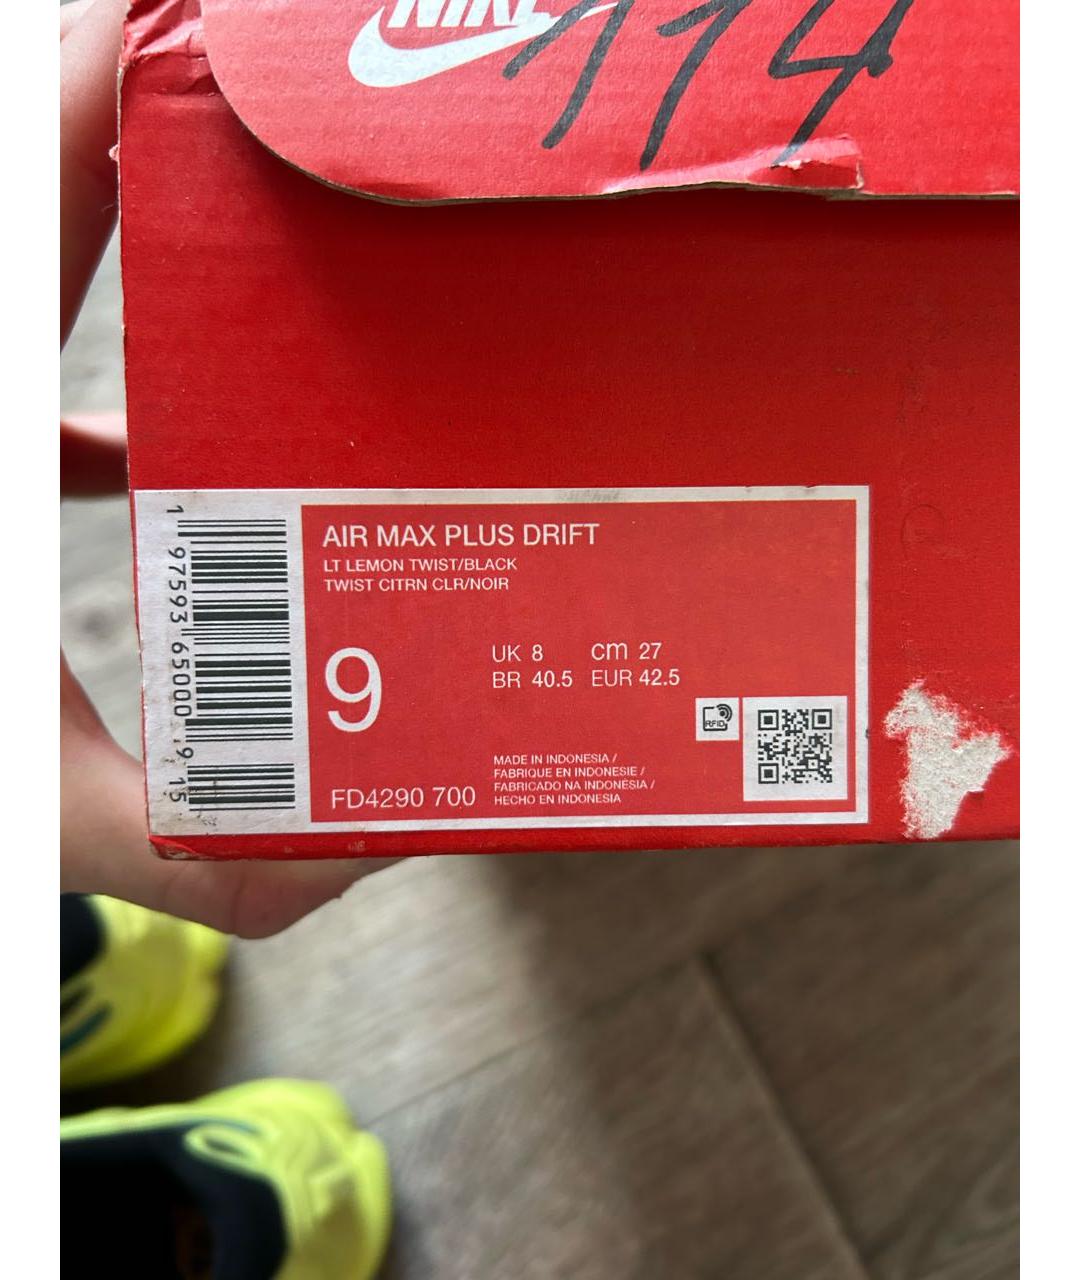 NIKE
114
AIR MAX PLUS DRIFT
LT LEMON TWIST/BLACK
TWIST CITRN CLR/NOIR
9
UK 8 cm 27
BR 40.5 EUR 42.5
RFID
MADE IN INDONESIA /
FABRIQUE EN INDONESIE /
FABRICADO NA INDONÉSIA /
HECHO EN INDONESIA
FD4290 700
1 97593 65000 9 15